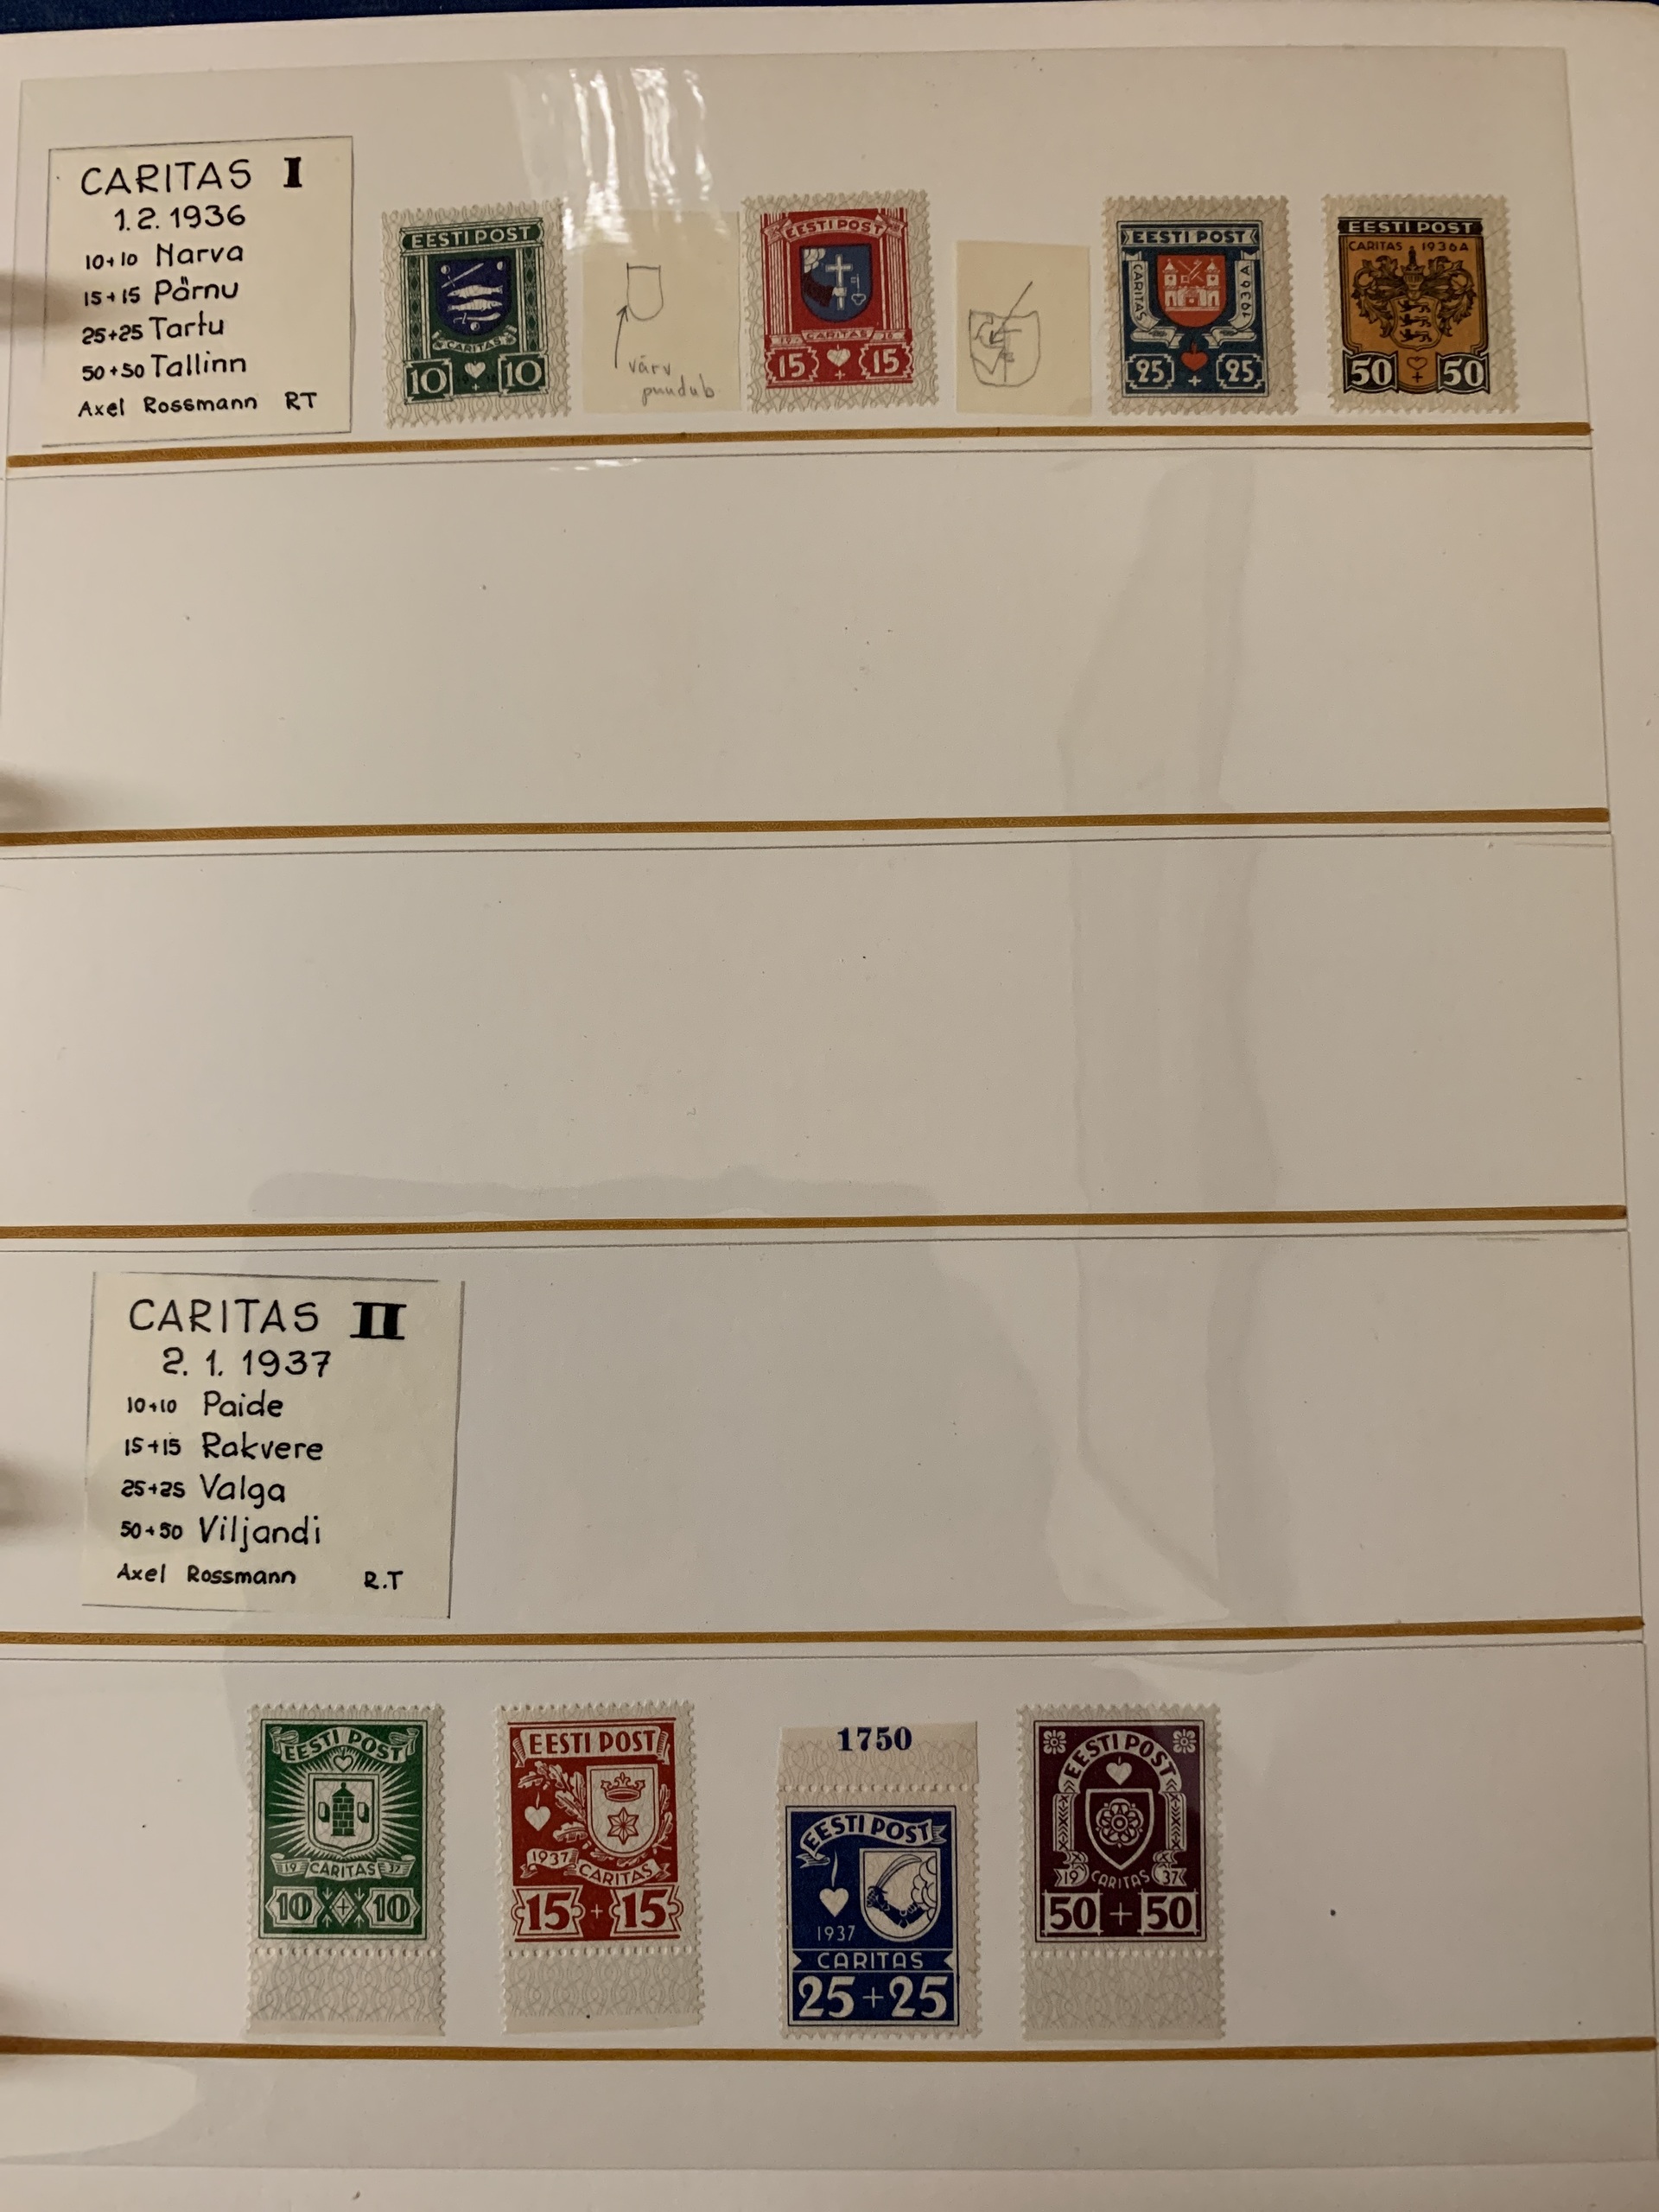 CARITAS I
1. 2. 1936
10+10 Narva
15+15 Pärnu
25+25 Tartu
50+50 Tallinn
Axel Rossmann RT
EESTI POST
CARITAS
10 10
värv
puudub
EESTI POST
CARITAS
15 + 15
EESTI POST
CARITAS
1936 A
25 + 25
EESTI POST
CARITAS 1936A
50 + 50
CARITAS II
2. 1. 1937
10+10 Paide
15+15 Rakvere
25+25 Valga
50+50 Viljandi
Axel Rossmann R.T
EESTI POST
19 CARITAS 37
10 + 10
EESTI POST
1937 CARITAS
15 + 15
1750
EESTI POST
1937
CARITAS
25+25
EESTI POST
19 CARITAS 37
50+50